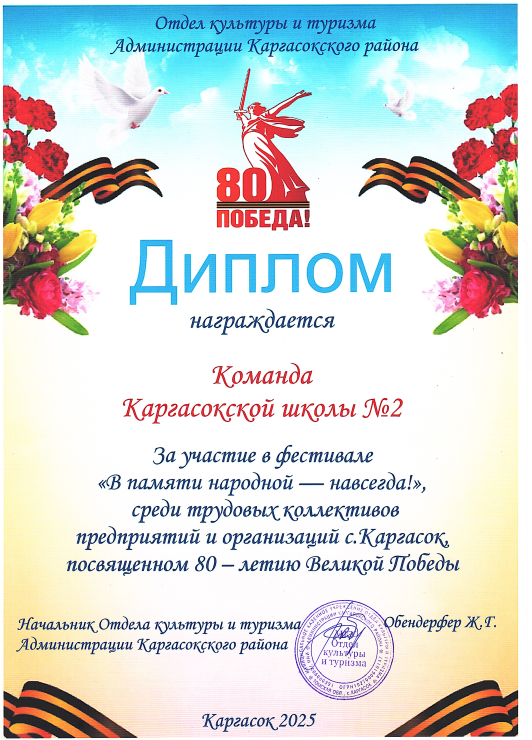 Отдел культуры и туризма
Администрации Каргасокского района
80
ПОБЕДА!
Диплом
награждается
Команда
Каргасокской школы №2
За участие в фестивале
«В памяти народной — навсегда!»,
среди трудовых коллективов
предприятий и организаций с.Каргасок,
посвященном 80 – летию Великой Победы
Начальник Отдела культуры и туризма Обендерфер Ж.Г.
Администрации Каргасокского района
Отдел
культуры
и туризма
Каргасок 2025